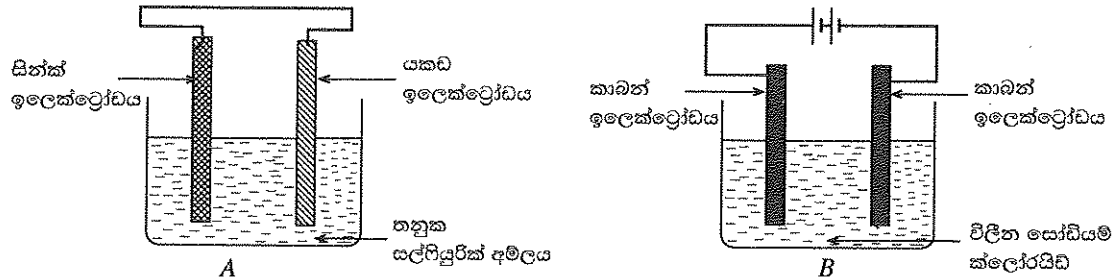 සින්ක්
ඉලෙක්ට්‍රෝඩය
යකඩ
ඉලෙක්ට්‍රෝඩය
තනුක
සල්ෆියුරික් අම්ලය
A
කාබන්
ඉලෙක්ට්‍රෝඩය
කාබන්
ඉලෙක්ට්‍රෝඩය
විලීන සෝඩියම්
ක්ලෝරයිඩ්
B